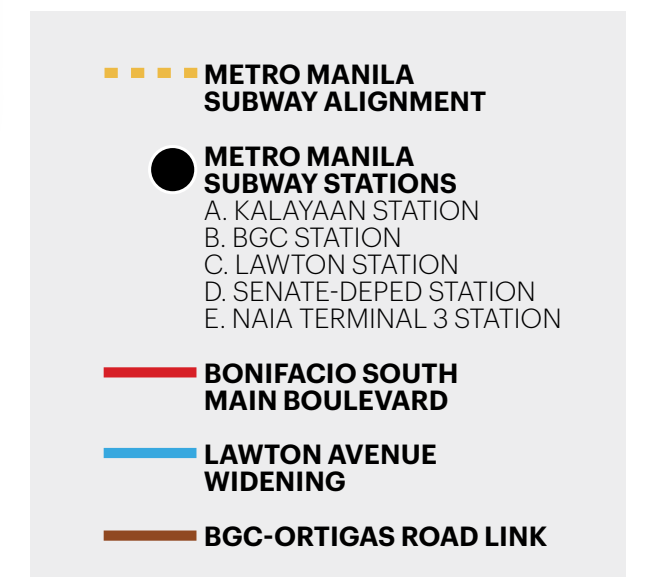 METRO MANILA
SUBWAY ALIGNMENT
METRO MANILA
SUBWAY STATIONS
A. KALAYAAN STATION
B. BGC STATION
C. LAWTON STATION
D. SENATE-DEPED STATION
E. NAIA TERMINAL 3 STATION
BONIFACIO SOUTH
MAIN BOULEVARD
LAWTON AVENUE
WIDENING
BGC-ORTIGAS ROAD LINK